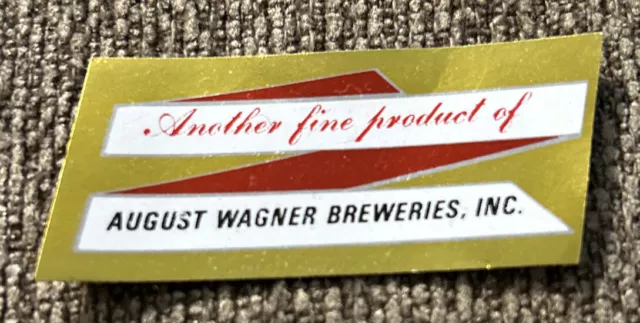 Another fine product of
AUGUST WAGNER BREWERIES, INC.